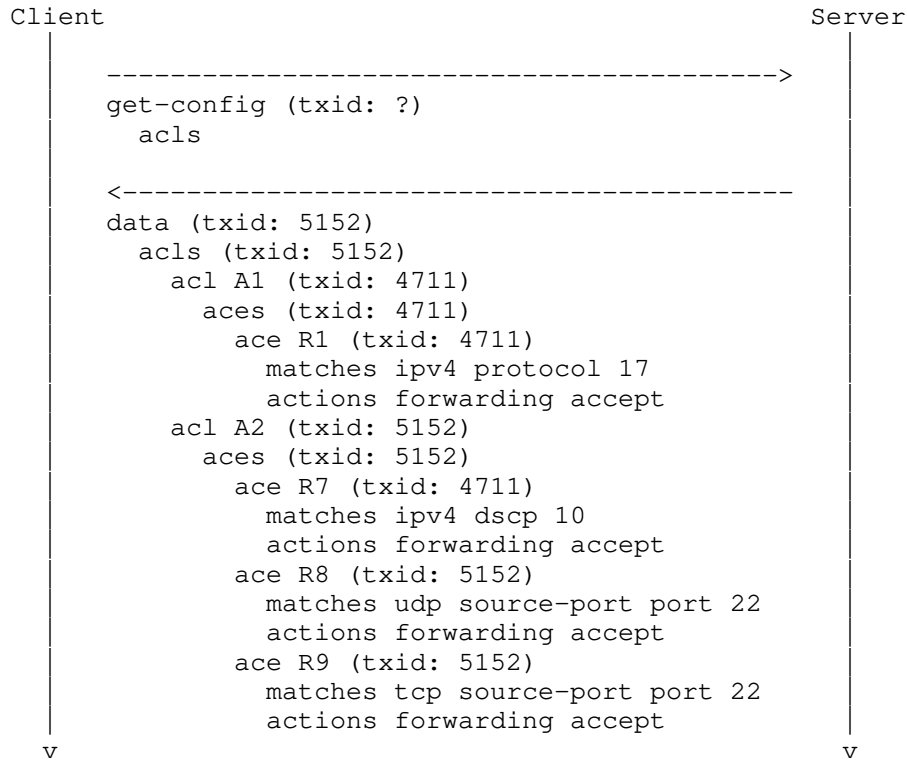 Client Server
------------------------------------------>
get-config (txid: ?)
acls
<------------------------------------------
data (txid: 5152)
acls (txid: 5152)
acl A1 (txid: 4711)
aces (txid: 4711)
ace R1 (txid: 4711)
matches ipv4 protocol 17
actions forwarding accept
acl A2 (txid: 5152)
aces (txid: 5152)
ace R7 (txid: 4711)
matches ipv4 dscp 10
actions forwarding accept
ace R8 (txid: 5152)
matches udp source-port port 22
actions forwarding accept
ace R9 (txid: 5152)
matches tcp source-port port 22
actions forwarding accept
v v